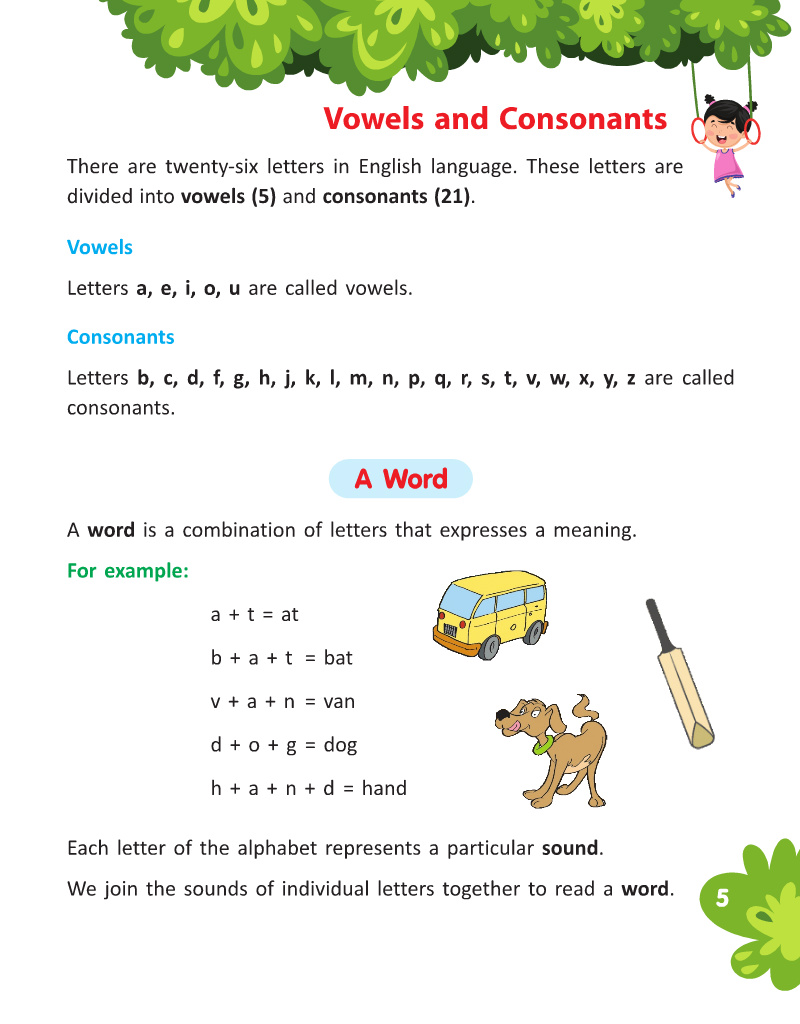 Vowels and Consonants
There are twenty-six letters in English language. These letters are
divided into vowels (5) and consonants (21).
Vowels
Letters a, e, i, o, u are called vowels.
Consonants
Letters b, c, d, f, g, h, j, k, l, m, n, p, q, r, s, t, v, w, x, y, z are called
consonants.
A Word
A word is a combination of letters that expresses a meaning.
For example:
a + t = at
b + a + t = bat
v + a + n = van
d + o + g = dog
h + a + n + d = hand
Each letter of the alphabet represents a particular sound.
We join the sounds of individual letters together to read a word.
5